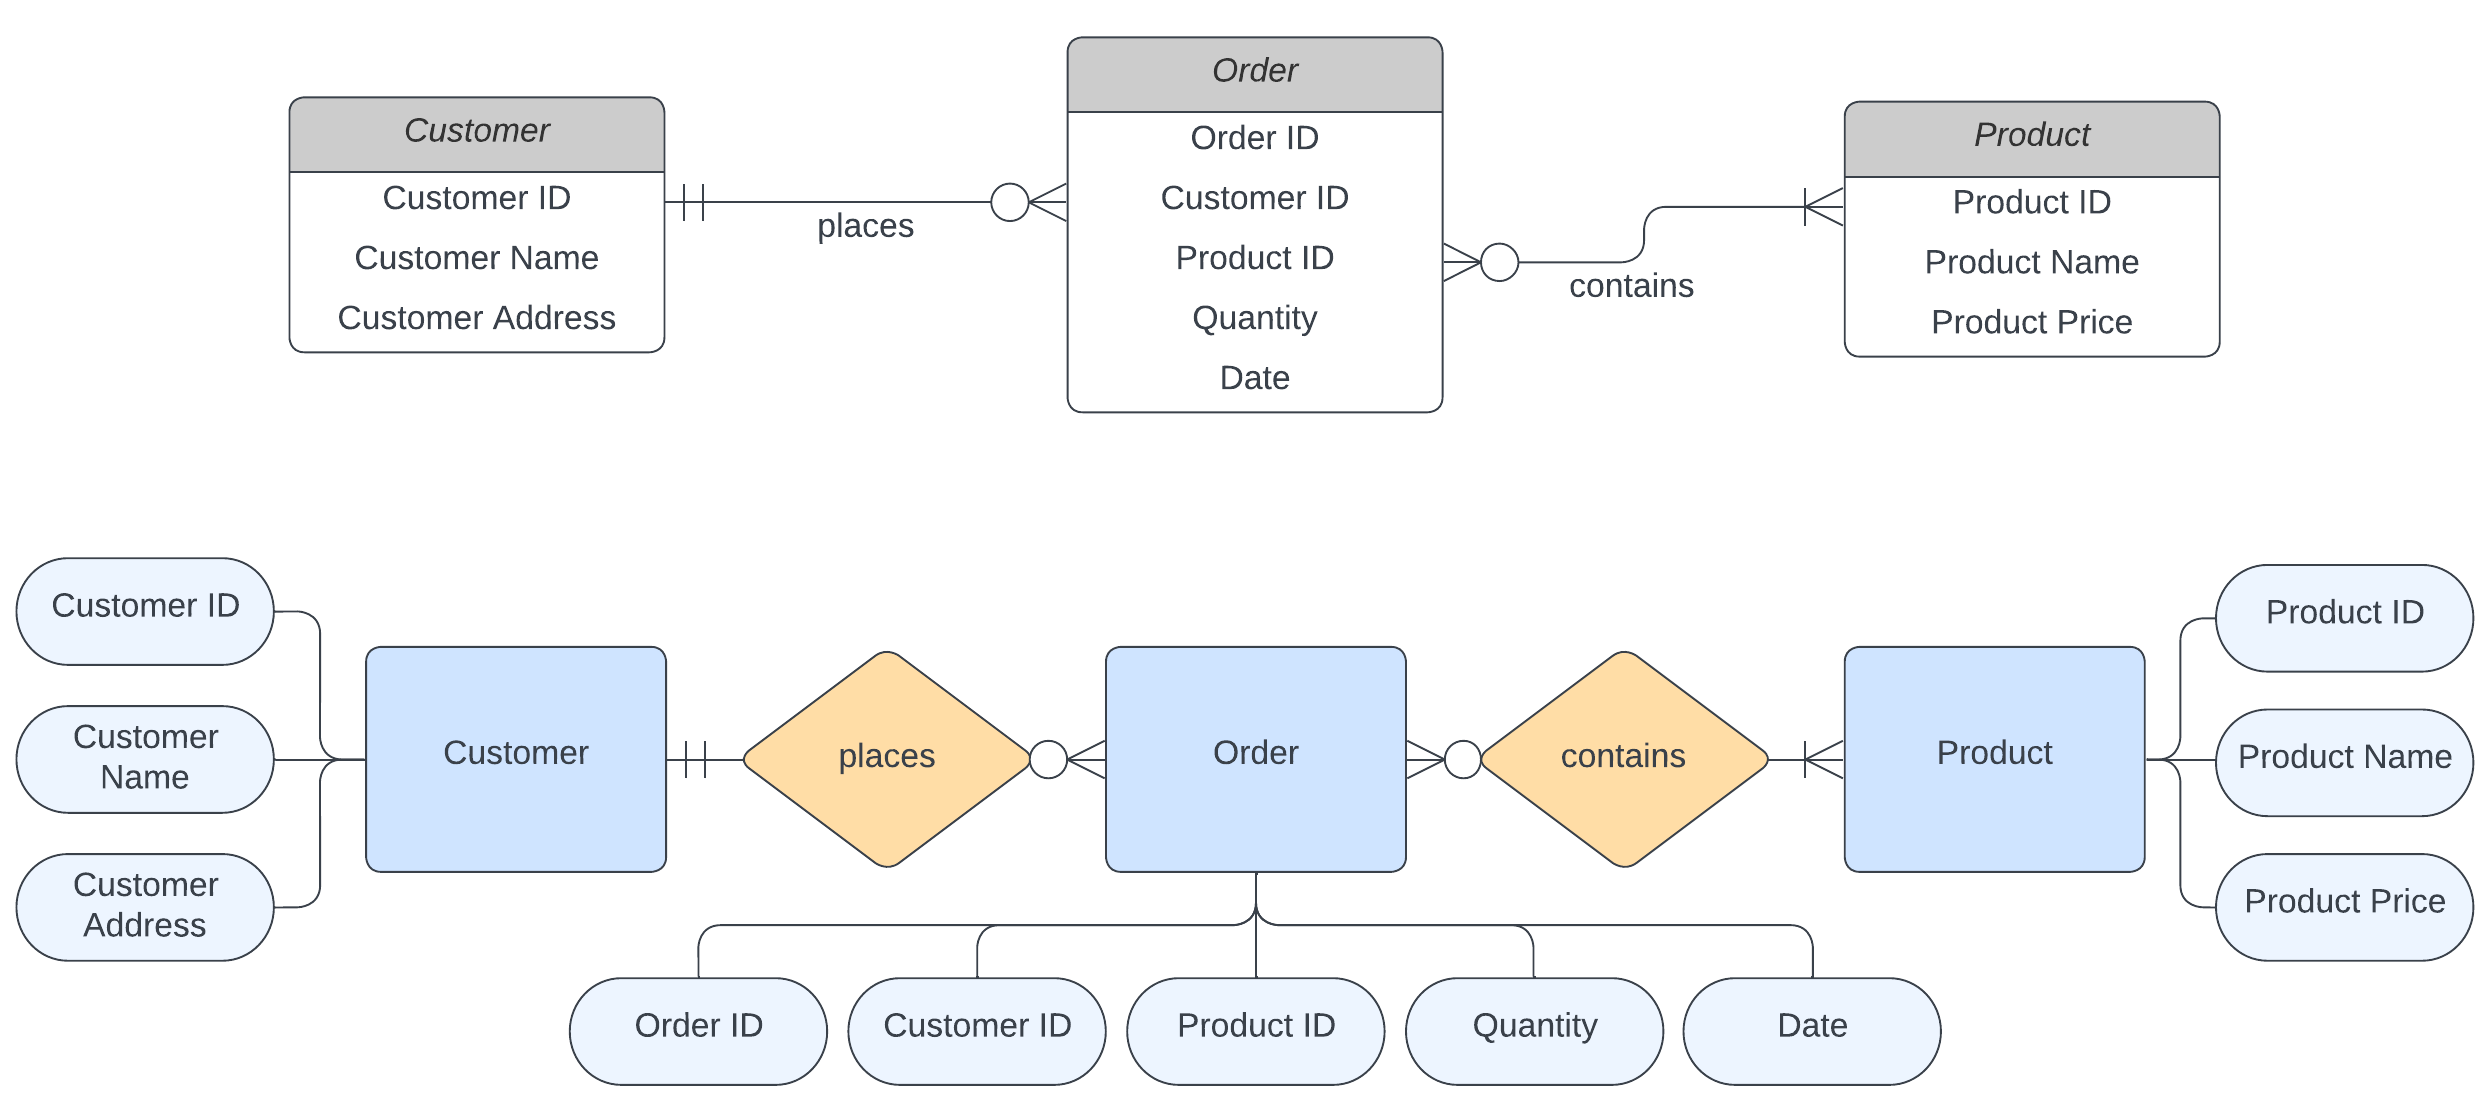 Customer
Customer ID
Customer Name
Customer Address
places
Order
Order ID
Customer ID
Product ID
Quantity
Date
contains
Product
Product ID
Product Name
Product Price
Customer ID
Customer
Name
Customer
Address
Customer
places
Order
contains
Product
Product ID
Product Name
Product Price
Order ID
Customer ID
Product ID
Quantity
Date